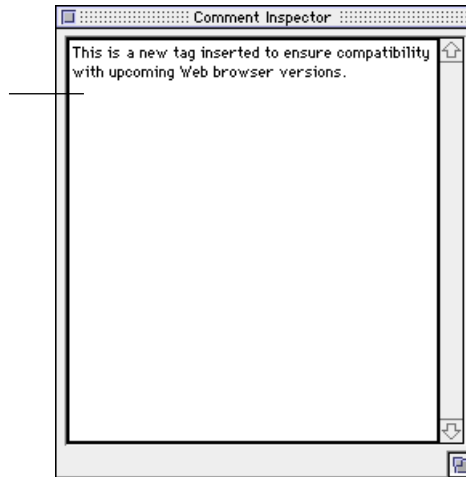 Comment Inspector
This is a new tag inserted to ensure compatibility
with upcoming Web browser versions.